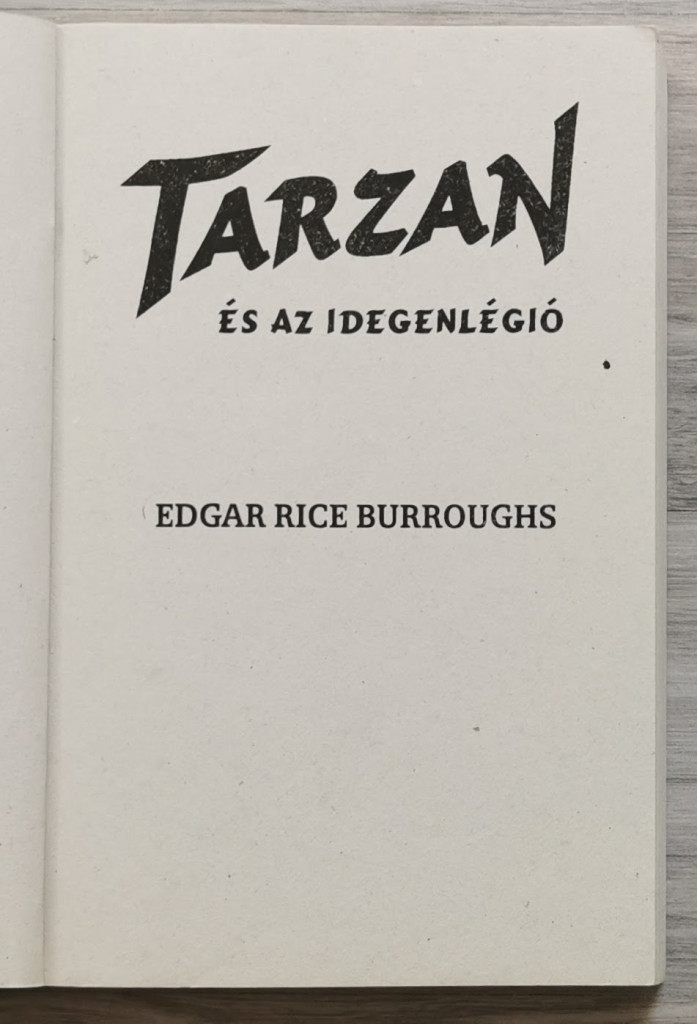 TARZAN
ÉS AZ IDEGENLÉGIÓ
EDGAR RICE BURROUGHS